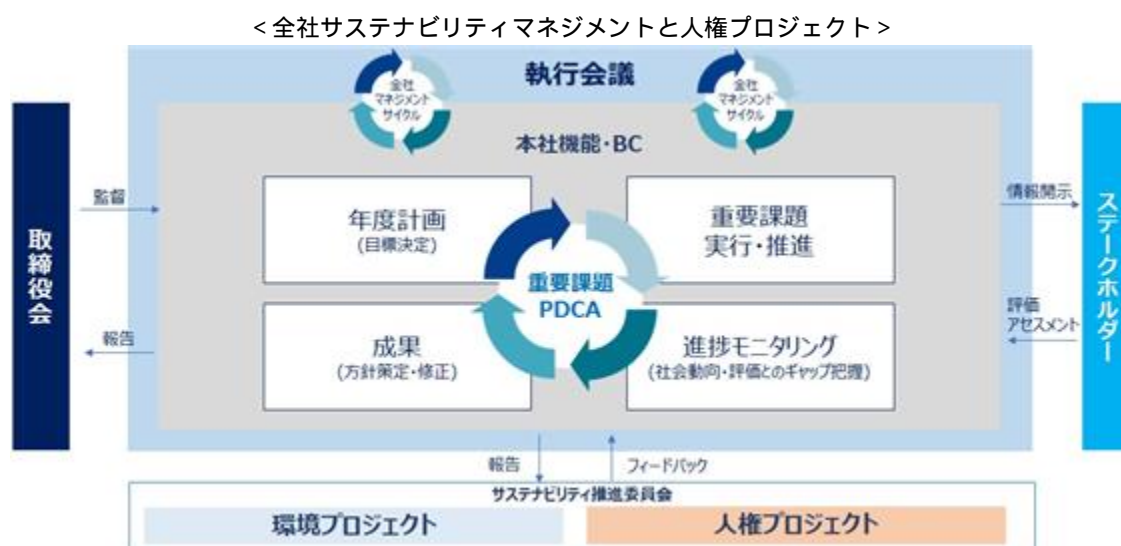 <全社サステナビリティマネジメントと人権プロジェクト>
執行会議
全社
マネジメント
サイクル
全社
マネジメント
サイクル
本社機能・BC
取締役会
監督
報告
年度計画
(目標決定)
重要課題
実行・推進
重要課題
PDCA
成果
(方針策定・修正)
進捗モニタリング
(社会動向・評価とのギャップ把握)
情報開示
評価
アセスメント
ステークホルダー
報告
フィードバック
サステナビリティ推進委員会
環境プロジェクト
人権プロジェクト